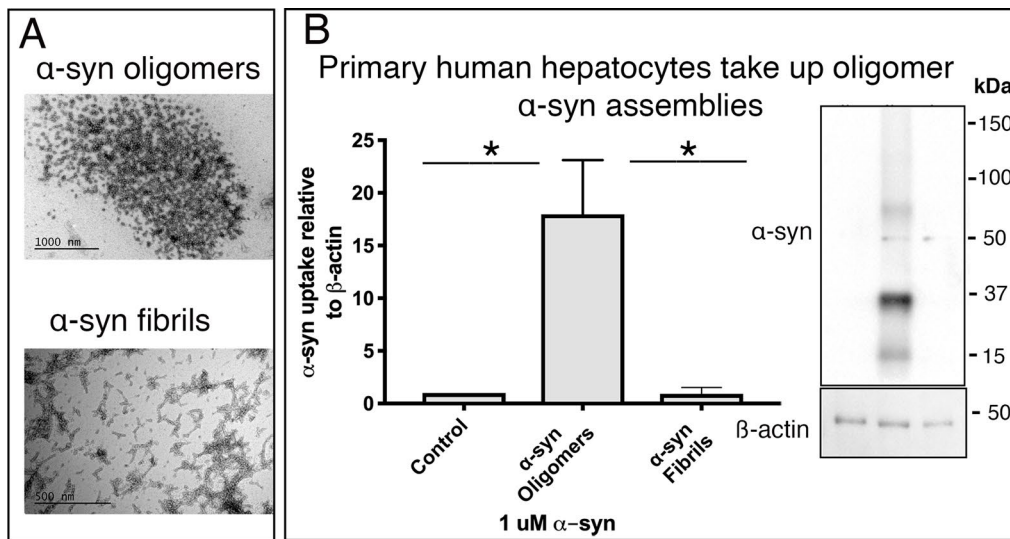 A
α-syn oligomers
1000 nm
α-syn fibrils
500 nm
B
Primary human hepatocytes take up oligomer
α-syn assemblies
α-syn uptake relative
to β-actin
25
20
15
10
5
0
*
*
Control
α-syn
Oligomers
α-syn
Fibrils
1 uM α-syn
kDa
- 150
- 100
α-syn
- 50
- 37
- 15
ß-actin
- 50